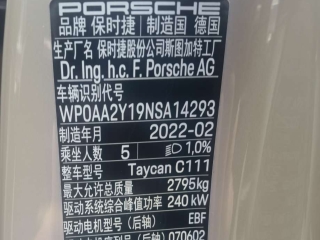 PORSCHE
品牌 保时捷 制造国 德国
生产厂名 保时捷股份公司斯图加特工厂
Dr. Ing. h.c. F. Porsche AG
车辆识别代号
WP0AA2Y19NSA14293
制造年月 2022-02
乘坐人数 5 1,0%
整车型号 Taycan C111
最大允许总质量 2795kg
驱动系统综合峰值功率 240 kW
驱动电机型号(后轴) EBF
070602